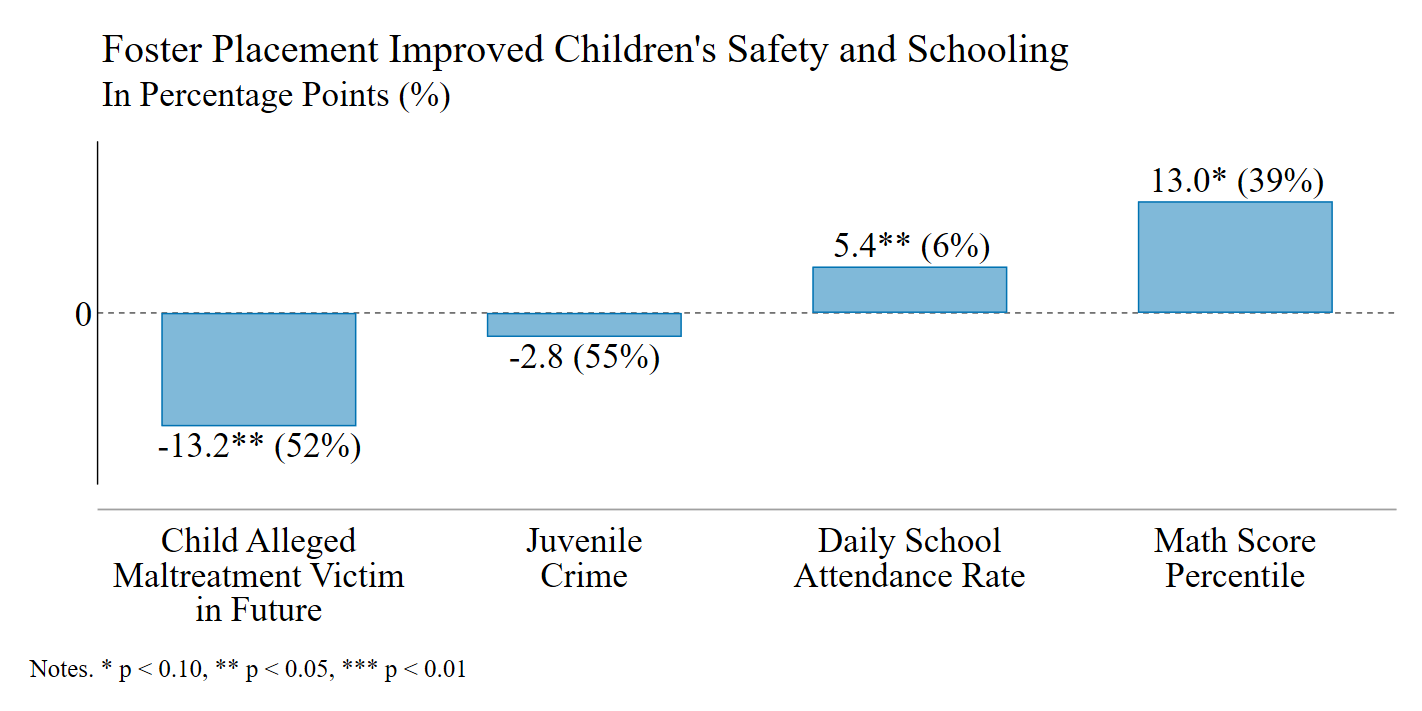 Foster Placement Improved Children's Safety and Schooling
In Percentage Points (%)
13.0* (39%)
5.4** (6%)
0
-2.8 (55%)
-13.2** (52%)
Child Alleged
Maltreatment Victim
in Future
Juvenile
Crime
Daily School
Attendance Rate
Math Score
Percentile
Notes. * p < 0.10, ** p < 0.05, *** p < 0.01